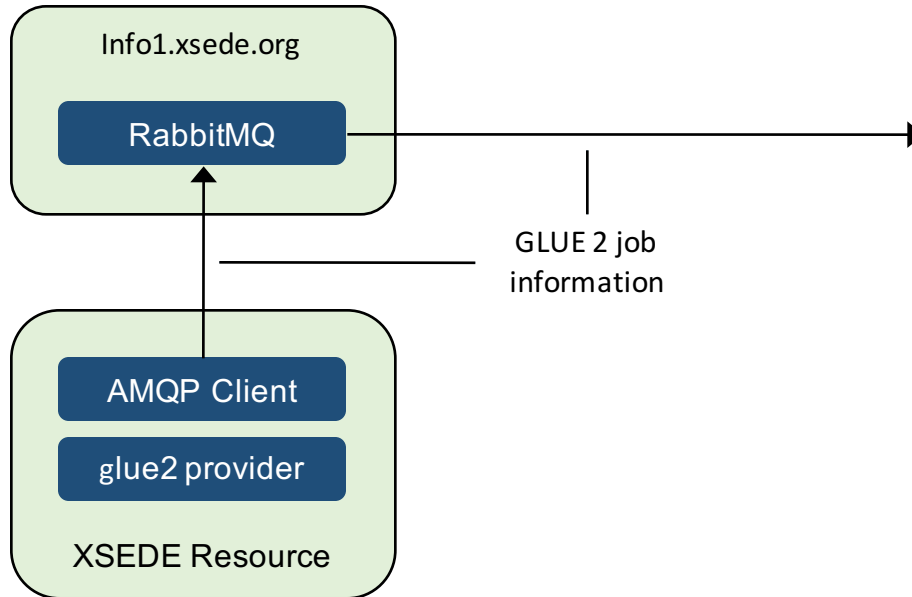 Info1.xsede.org
RabbitMQ
GLUE 2 job
information
AMQP Client
glue2 provider
XSEDE Resource